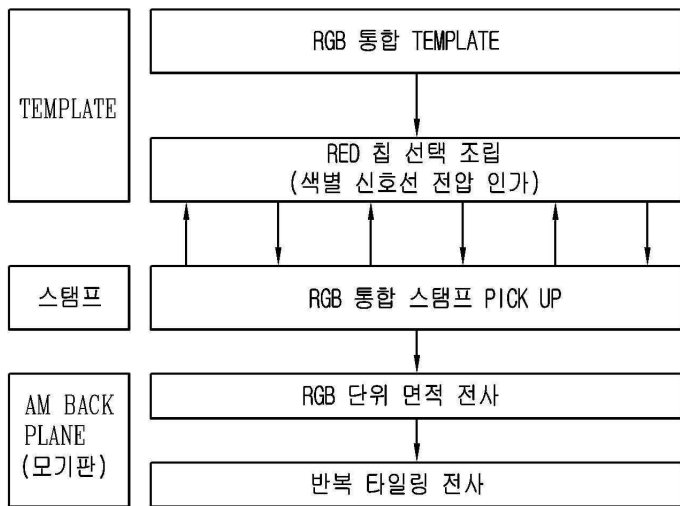 RGB 통합 TEMPLATE
TEMPLATE
RED 칩 선택 조립
(색별 신호선 전압 인가)
스탬프
RGB 통합 스탬프 PICK UP
AM BACK
PLANE
(모기판)
RGB 단위 면적 전사
반복 타일링 전사